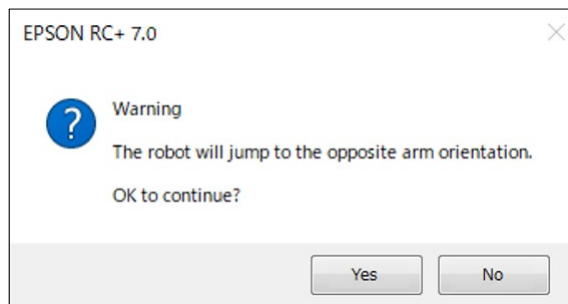 EPSON RC+ 7.0
Warning
The robot will jump to the opposite arm orientation.
OK to continue?
Yes No